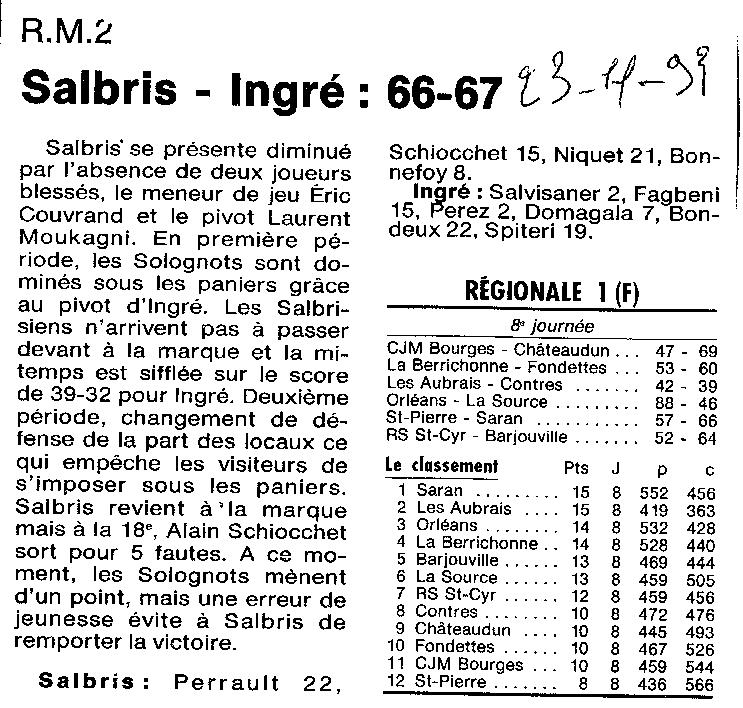 R.M.2
Salbris - Ingré : 66-67
23-11-91
Salbris se présente diminué
par l'absence de deux joueurs
blessés, le meneur de jeu Éric
Couvrand et le pivot Laurent
Moukagni. En première pé-
riode, les Solognots sont do-
minés sous les paniers grâce
au pivot d'Ingré. Les Salbri-
siens n'arrivent pas à passer
devant à la marque et la mi-
temps est sifflée sur le score
de 39-32 pour Ingré. Deuxième
période, changement de dé-
fense de la part des locaux ce
qui empêche les visiteurs de
s'imposer sous les paniers.
Salbris revient à la marque
mais à la 18e, Alain Schiocchet
sort pour 5 fautes. A ce mo-
ment, les Solognots mènent
d'un point, mais une erreur de
jeunesse évite à Salbris de
remporter la victoire.
Salbris : Perrault 22,
Schiocchet 15, Niquet 21, Bon-
nefoy 8.
Ingré : Salvisaner 2, Fagbeni
15, Perez 2, Domagala 7, Bon-
deux 22, Spiteri 19.
RÉGIONALE 1 (F)
8e journée
CJM Bourges - Châteaudun ... 47 - 69
La Berrichonne - Fondettes ... 53 - 60
Les Aubrais - Contres ....... 42 - 39
Orléans - La Source ......... 88 - 46
St-Pierre - Saran ........... 57 - 66
RS St-Cyr - Barjouville ....... 52 - 64
Le classement Pts J p c
1 Saran ......... 15 8 552 456
2 Les Aubrais ..... 15 8 419 363
3 Orléans ........ 14 8 532 428
4 La Berrichonne .. 14 8 528 440
5 Barjouville ...... 13 8 469 444
6 La Source ...... 13 8 459 505
7 RS St-Cyr ...... 12 8 459 456
8 Contres ........ 10 8 472 476
9 Châteaudun .... 10 8 445 493
10 Fondettes ...... 10 8 467 526
11 CJM Bourges ... 10 8 459 544
12 St-Pierre ....... 8 8 436 566